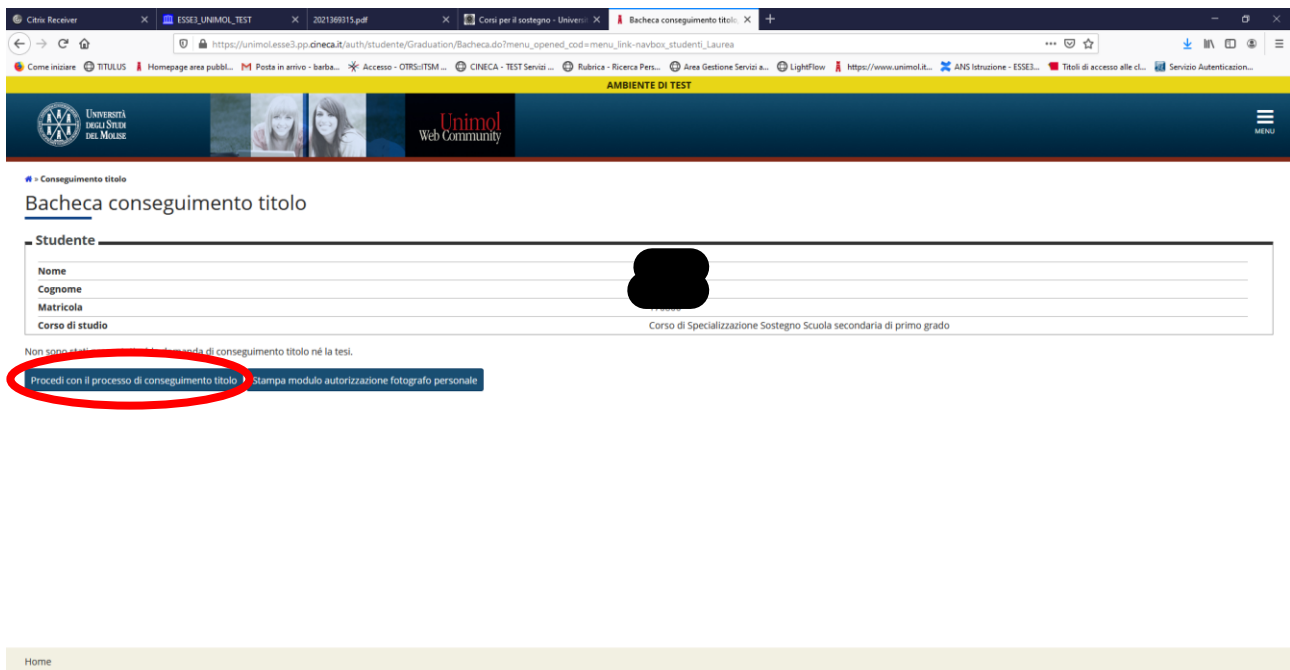 Citrix Receiver
ESSE3_UNIMOL_TEST
2021369315.pdf
Corsi per il sostegno - Universi
Bacheca conseguimento titolo
https://unimol.esse3.pp.cineca.it/auth/studente/Graduation/Bacheca.do?menu_opened_cod=menu_link-navbox_studenti_Laurea
Come iniziare
TITULUS
Homepage area pubbl...
Posta in arrivo - barba...
Accesso - OTRS::ITSM ...
CINECA - TEST Servizi ...
Rubrica - Ricerca Pers...
Area Gestione Servizi a...
LightFlow
https://www.unimol.it...
ANS Istruzione - ESSE3...
Titoli di accesso alle cl...
Servizio Autenticazion...
AMBIENTE DI TEST
UNIVERSITÀ
DEGLI STUDI
DEL MOLISE
Unimol
Web Community
MENU
» Conseguimento titolo
Bacheca conseguimento titolo
Studente
Nome
Cognome
Matricola
Corso di studio Corso di Specializzazione Sostegno Scuola secondaria di primo grado
Non sono domanda di conseguimento titolo né la tesi.
Procedi con il processo di conseguimento titolo
Stampa modulo autorizzazione fotografo personale
Home